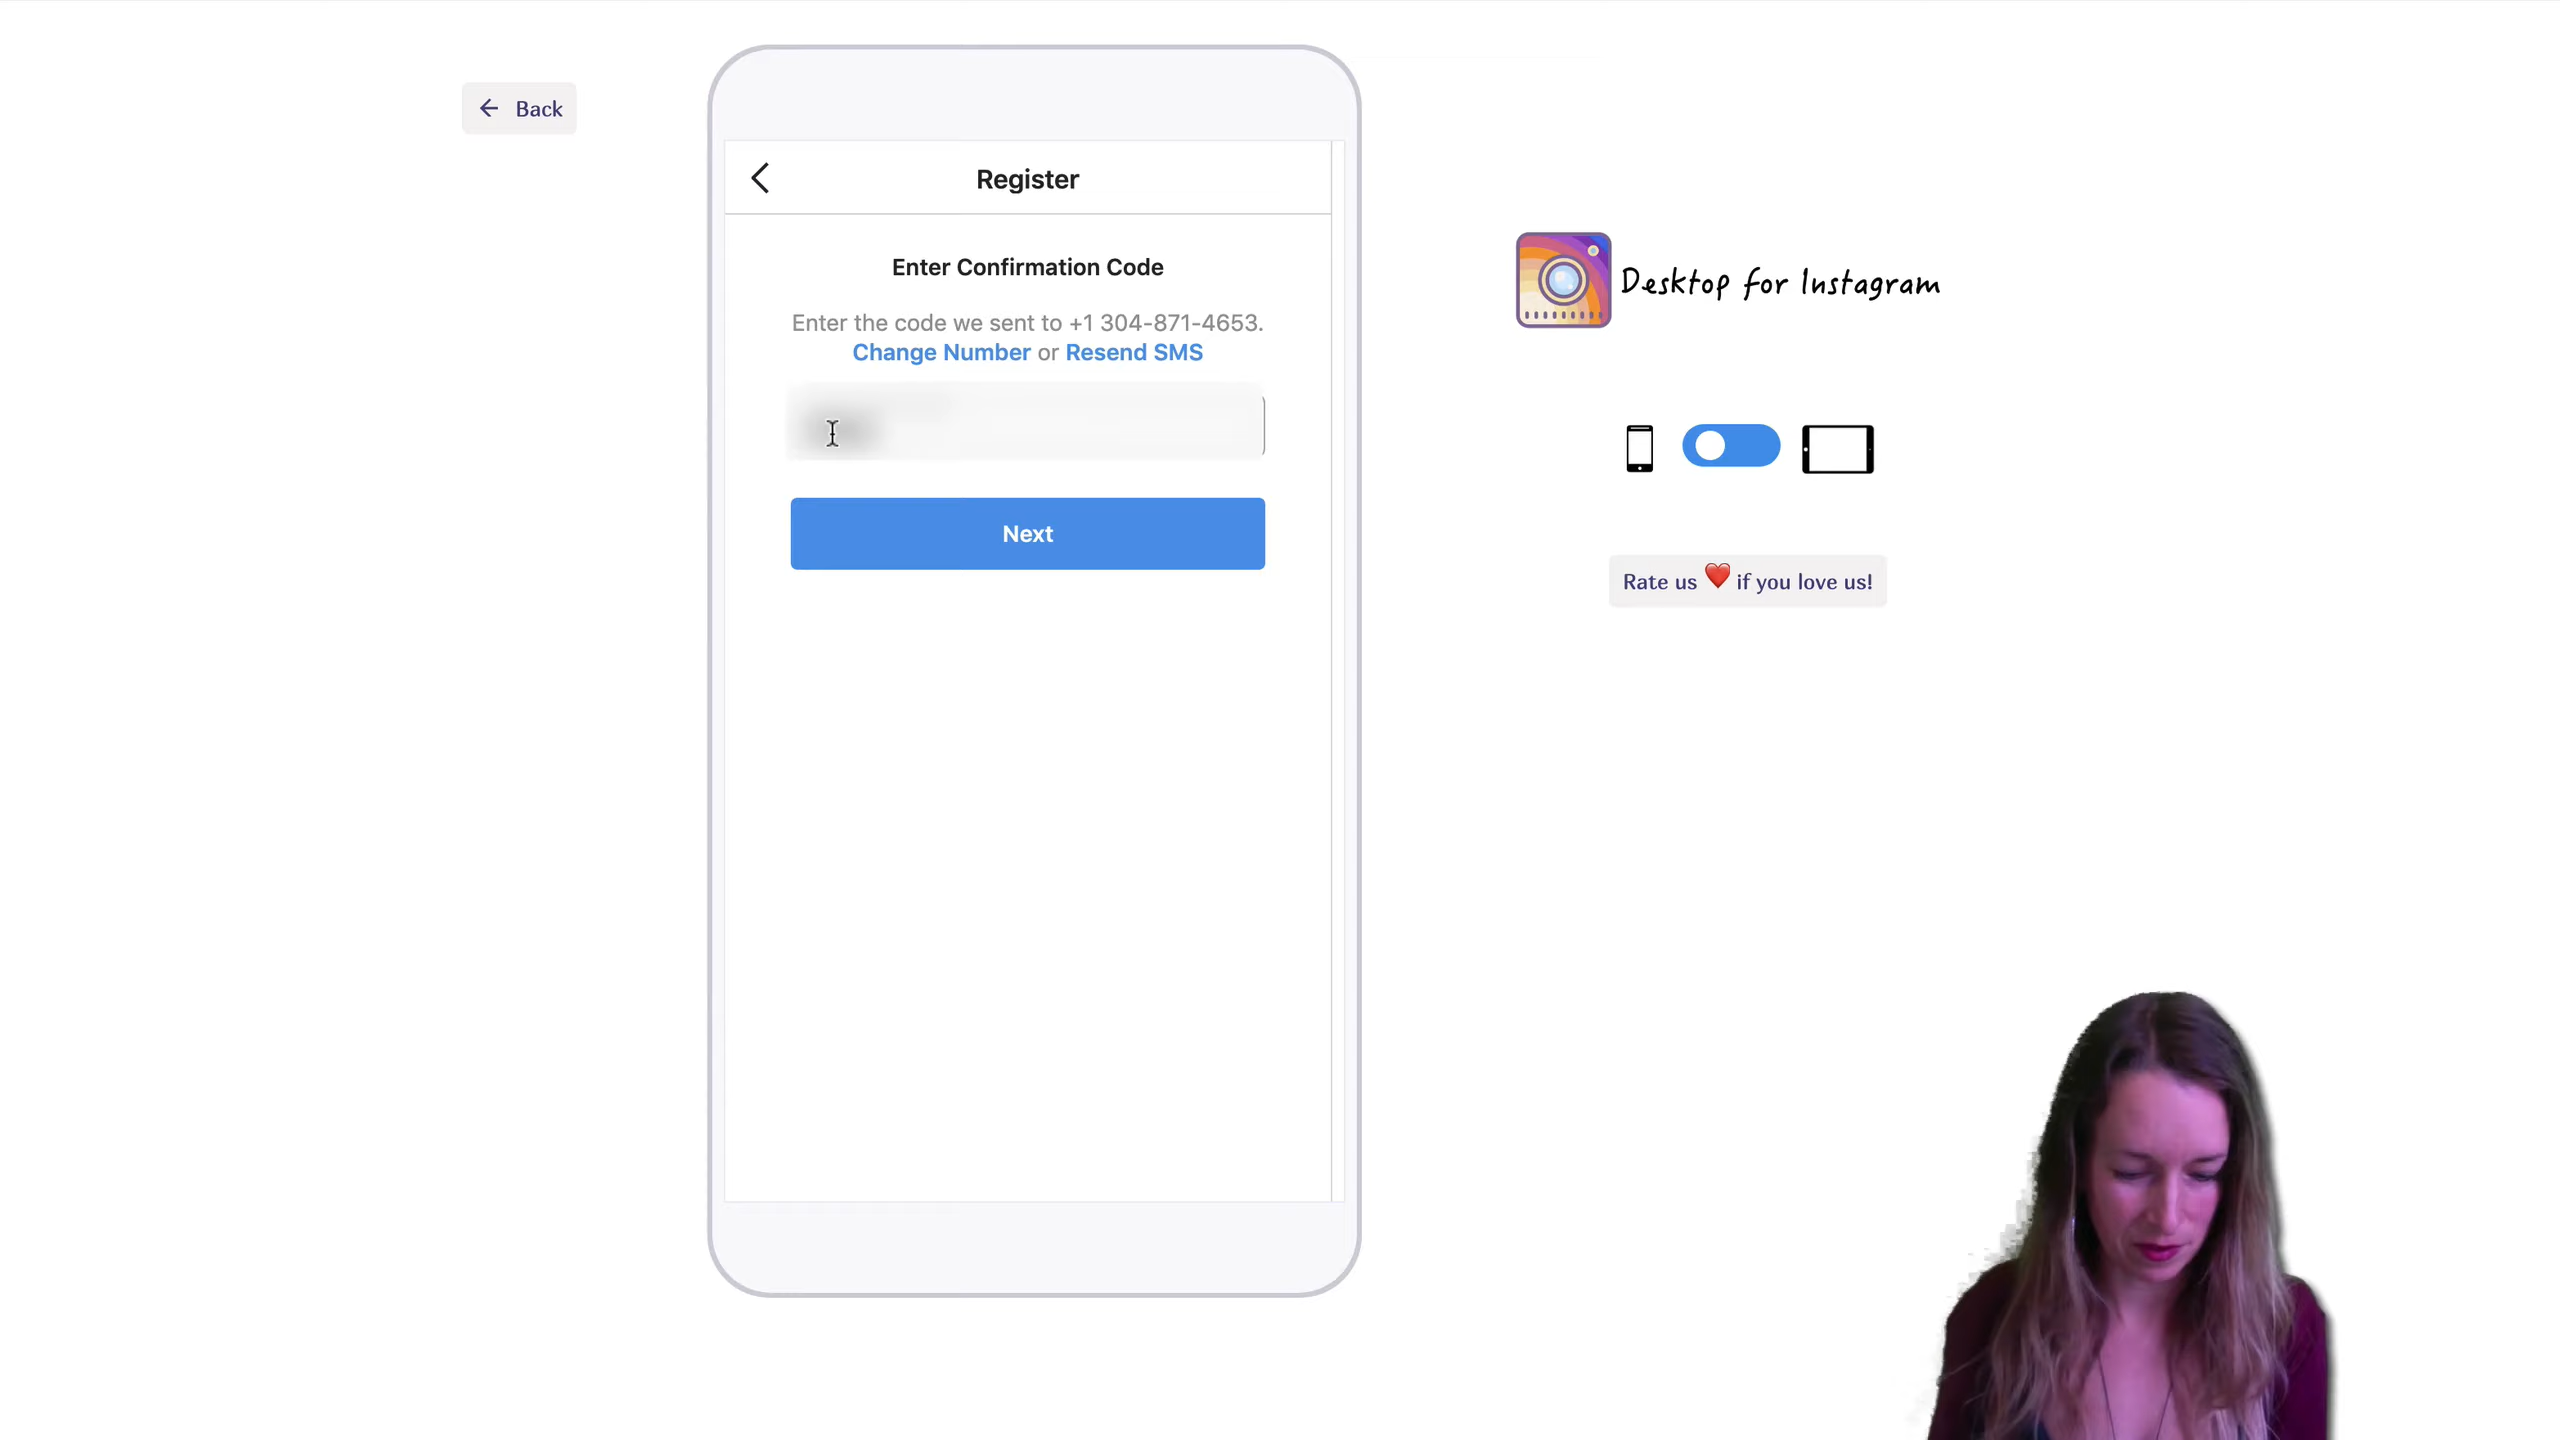 Back
Register
Enter Confirmation Code
Enter the code we sent to +1 304-871-4653.
Change Number or Resend SMS
Next
Desktop for Instagram
Rate us ❤️ if you love us!